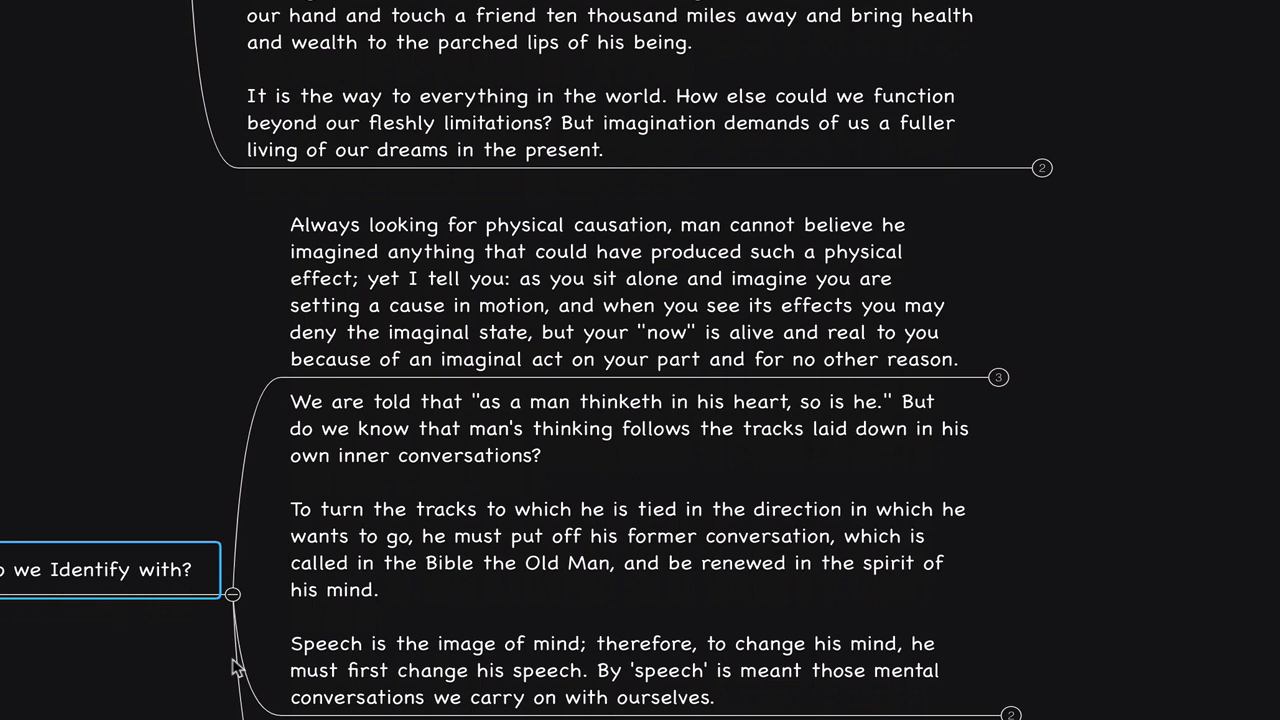 our hand and touch a friend ten thousand miles away and bring health
and wealth to the parched lips of his being.
It is the way to everything in the world. How else could we function
beyond our fleshly limitations? But imagination demands of us a fuller
living of our dreams in the present.
2
Always looking for physical causation, man cannot believe he
imagined anything that could have produced such a physical
effect; yet I tell you: as you sit alone and imagine you are
setting a cause in motion, and when you see its effects you may
deny the imaginal state, but your "now" is alive and real to you
because of an imaginal act on your part and for no other reason.
3
We are told that "as a man thinketh in his heart, so is he." But
do we know that man's thinking follows the tracks laid down in his
own inner conversations?
To turn the tracks to which he is tied in the direction in which he
wants to go, he must put off his former conversation, which is
called in the Bible the Old Man, and be renewed in the spirit of
his mind.
Speech is the image of mind; therefore, to change his mind, he
must first change his speech. By 'speech' is meant those mental
conversations we carry on with ourselves.
2
we Identify with?